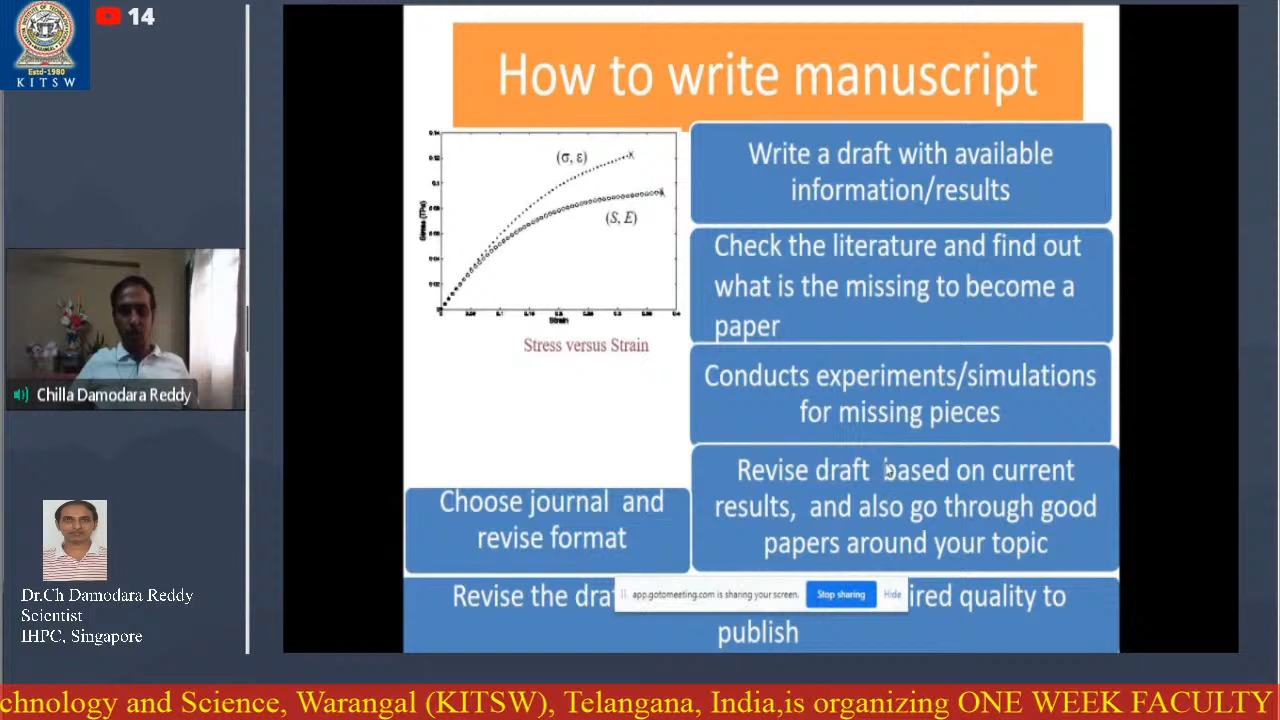 14
Estd-1980
KITSW
How to write manuscript
Write a draft with available
information/results
(σ, ε)
(S, E)
Stress (TPa)
Strain
Stress versus Strain
Check the literature and find out
what is the missing to become a
paper
Conducts experiments/simulations
for missing pieces
Revise draft based on current
results, and also go through good
papers around your topic
Choose journal and
revise format
Revise the draf
ired quality to
publish
app.gotomeeting.com is sharing your screen.
Stop sharing
Hide
Chilla Damodara Reddy
Dr.Ch Damodara Reddy
Scientist
IHPC, Singapore
chnology and Science, Warangal (KITSW), Telangana, India,is organizing ONE WEEK FACULTY